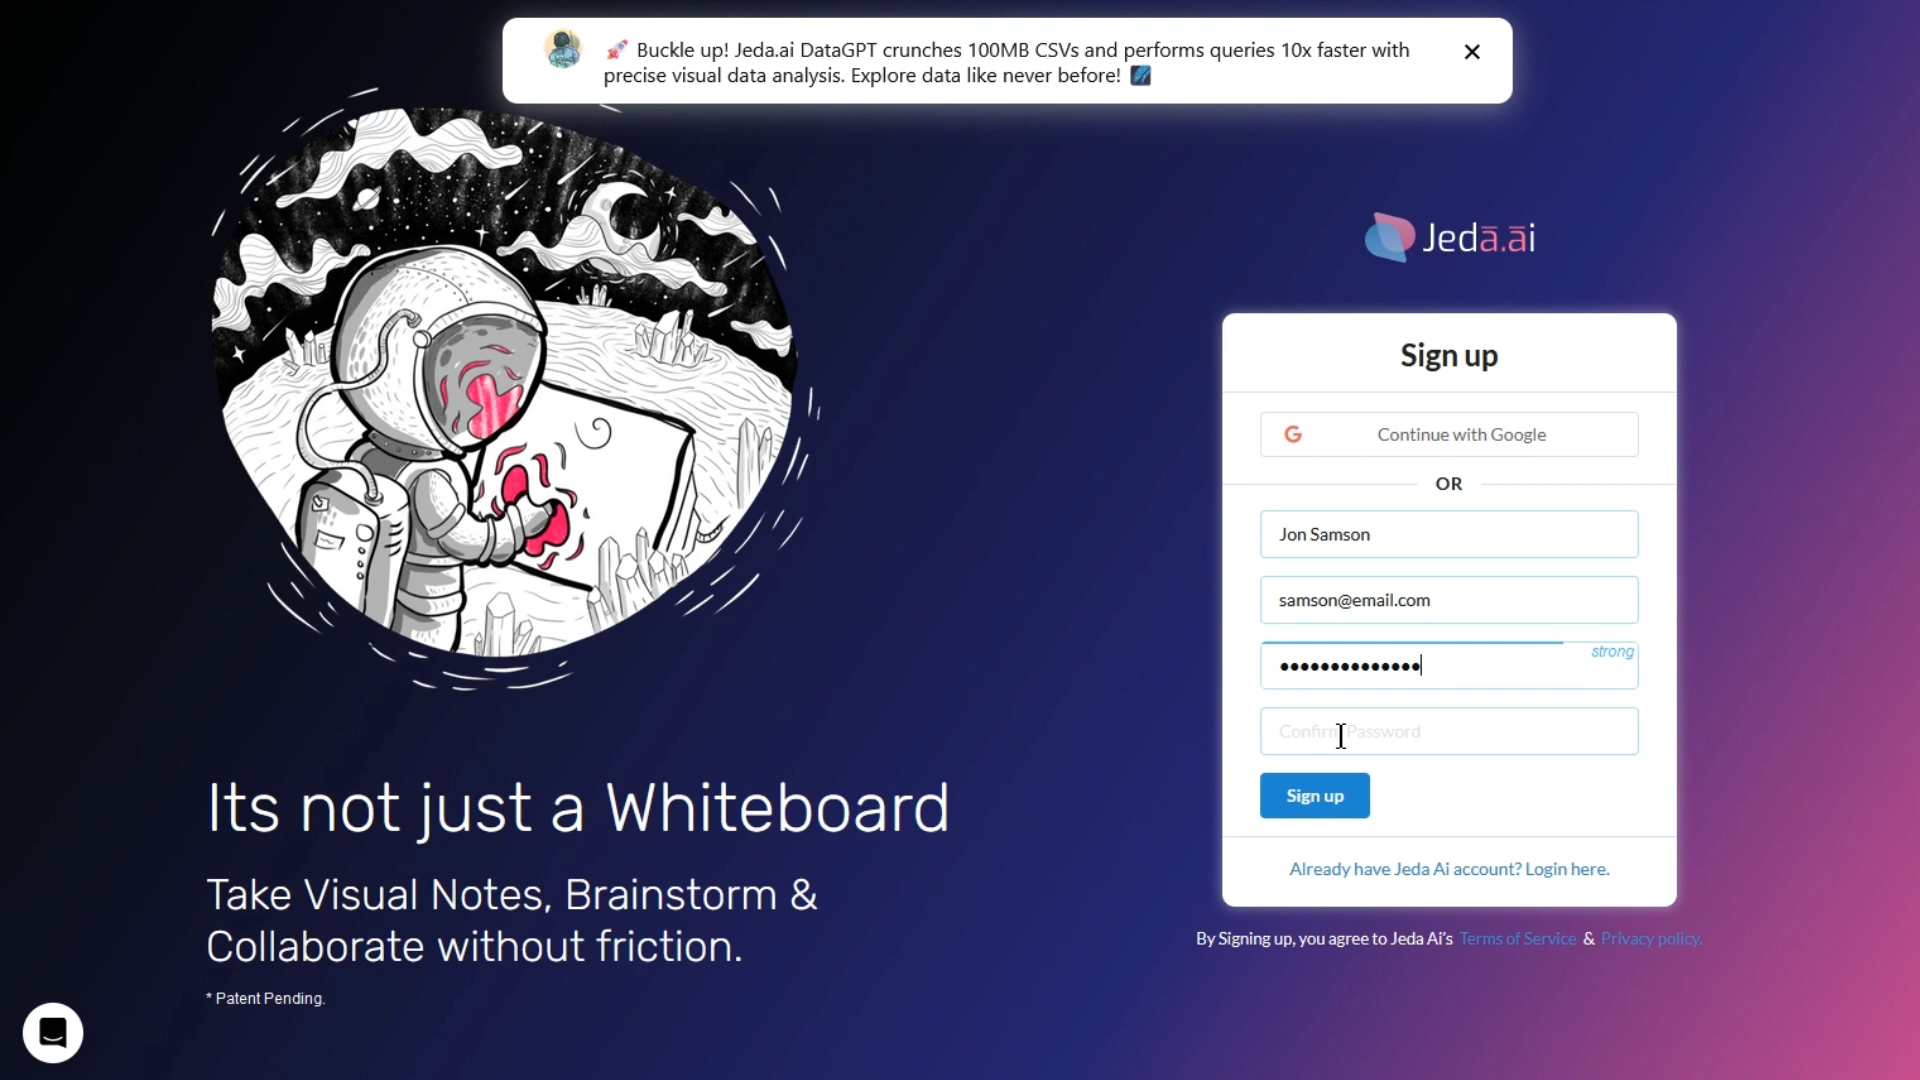 🚀 Buckle up! Jeda.ai DataGPT crunches 100MB CSVs and performs queries 10x faster with
precise visual data analysis. Explore data like never before!
Jedā.āi
Sign up
Continue with Google
OR
Jon Samson
samson@email.com
strong
••••••••••••••
Confirm Password
Sign up
Already have Jeda Ai account? Login here.
By Signing up, you agree to Jeda Ai's Terms of Service & Privacy policy.
Its not just a Whiteboard
Take Visual Notes, Brainstorm &
Collaborate without friction.
* Patent Pending.